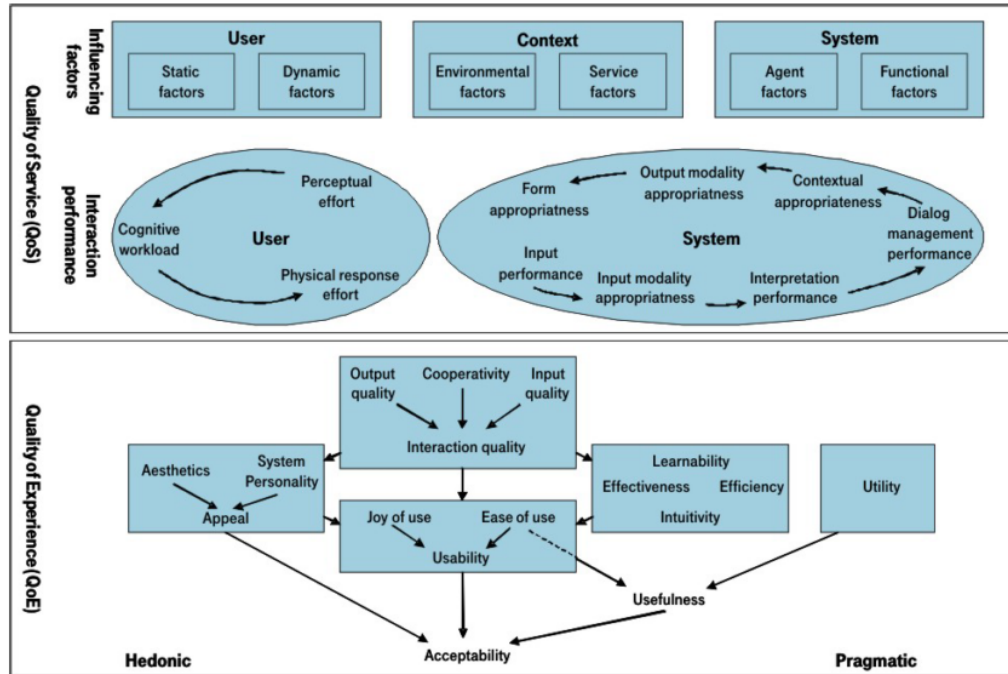 Quality of Service (QoS)
Influencing
factors
User
Static
factors
Dynamic
factors
Context
Environmental
factors
Service
factors
System
Agent
factors
Functional
factors
Interaction
performance
Perceptual
effort
Cognitive
workload
User
Physical response
effort
Output modality
appropriatness
Form
appropriatness
Contextual
appropriateness
Dialog
management
performance
System
Input
performance
Input modality
appropriatness
Interpretation
performance
Quality of Experience (QoE)
Output
quality
Cooperativity
Input
quality
Interaction quality
Aesthetics
System
Personality
Appeal
Learnability
Effectiveness
Efficiency
Intuitivity
Utility
Joy of use
Ease of use
Usability
Usefulness
Acceptability
Hedonic
Pragmatic